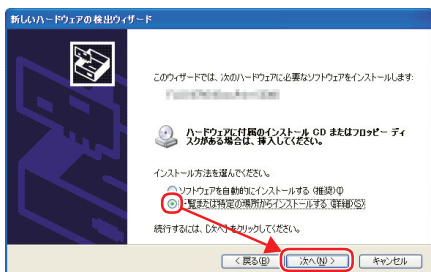 新しいハードウェアの検出ウィザード
このウィザードでは、次のハードウェアに必要なソフトウェアをインストールします:
ハードウェアに付属のインストール CD またはフロッピー ディ
スクがある場合は、挿入してください。
インストール方法を選んでください。
ソフトウェアを自動的にインストールする (推奨)(I)
一覧または特定の場所からインストールする (詳細)(S)
続行するには、[次へ] をクリックしてください。
< 戻る(B)
次へ(N) >
キャンセル